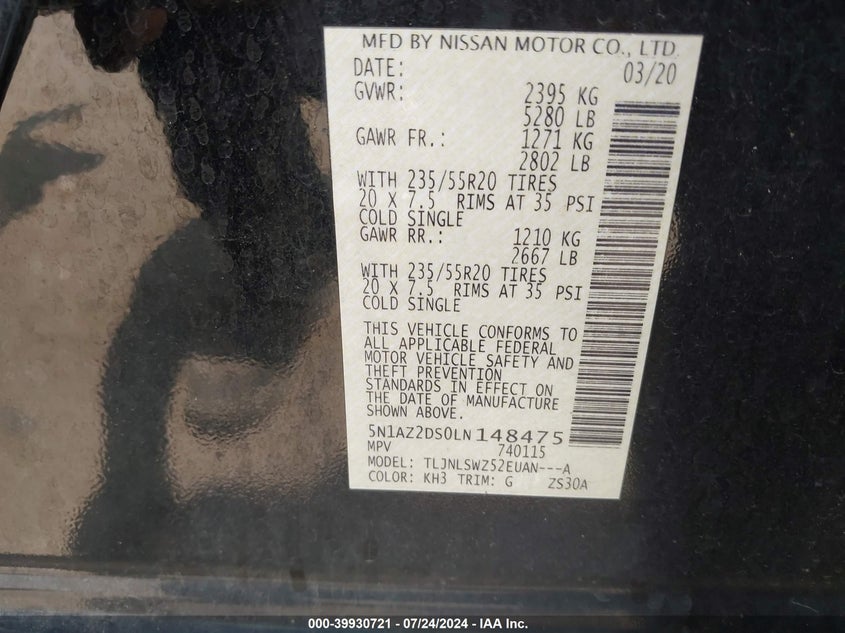 MFD BY NISSAN MOTOR CO., LTD.
DATE: 03/20
GVWR: 2395 KG
5280 LB
GAWR FR.: 1271 KG
2802 LB
WITH 235/55R20 TIRES
20 X 7.5 RIMS AT 35 PSI
COLD SINGLE
GAWR RR.: 1210 KG
2667 LB
WITH 235/55R20 TIRES
20 X 7.5 RIMS AT 35 PSI
COLD SINGLE
THIS VEHICLE CONFORMS TO
ALL APPLICABLE FEDERAL
MOTOR VEHICLE SAFETY AND
THEFT PREVENTION
STANDARDS IN EFFECT ON
THE DATE OF MANUFACTURE
SHOWN ABOVE.
5N1AZ2DS0LN148475
MPV 740115
MODEL: TLJNLSWZ52EUAN---A
COLOR: KH3 TRIM: G ZS30A
000-39930721 - 07/24/2024 - IAA Inc.